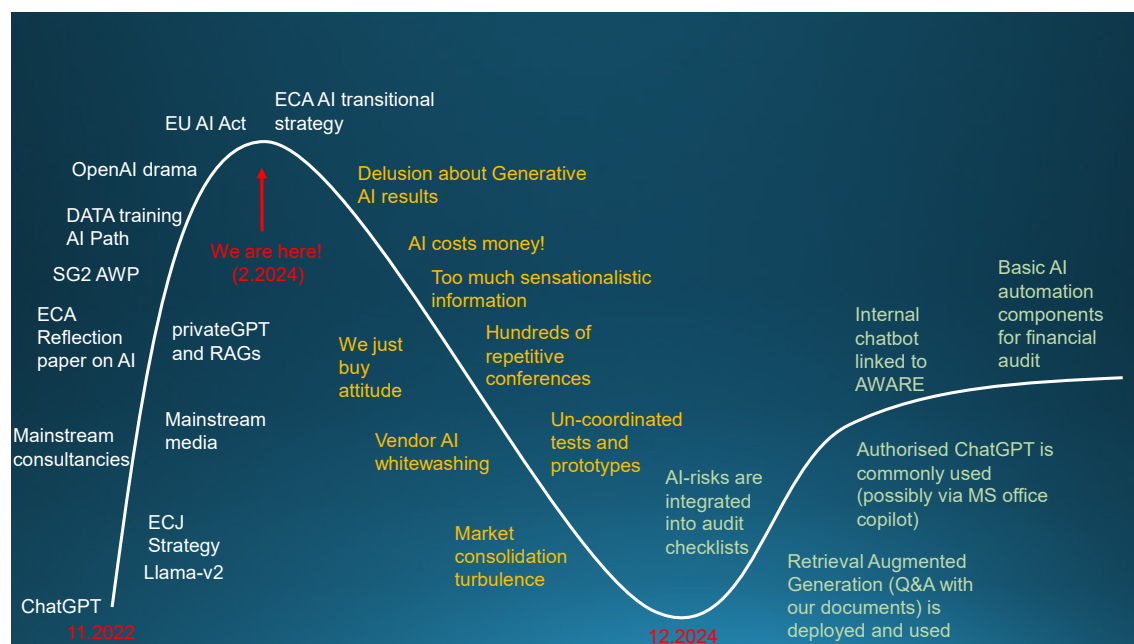 ECA AI transitional
strategy
EU AI Act
OpenAI drama
Delusion about Generative
AI results
DATA training
AI Path
We are here!
(2.2024)
AI costs money!
SG2 AWP
Too much sensationalistic
information
Basic AI
automation
components
for financial
audit
ECA
Reflection
paper on AI
privateGPT
and RAGs
We just
buy
attitude
Hundreds of
repetitive
conferences
Internal
chatbot
linked to
AWARE
Mainstream
consultancies
Mainstream
media
Vendor AI
whitewashing
Un-coordinated
tests and
prototypes
Authorised ChatGPT is
commonly used
(possibly via MS office
copilot)
AI-risks are
integrated
into audit
checklists
ECJ
Strategy
Llama-v2
Market
consolidation
turbulence
Retrieval Augmented
Generation (Q&A with
our documents) is
deployed and used
ChatGPT
11.2022
12.2024